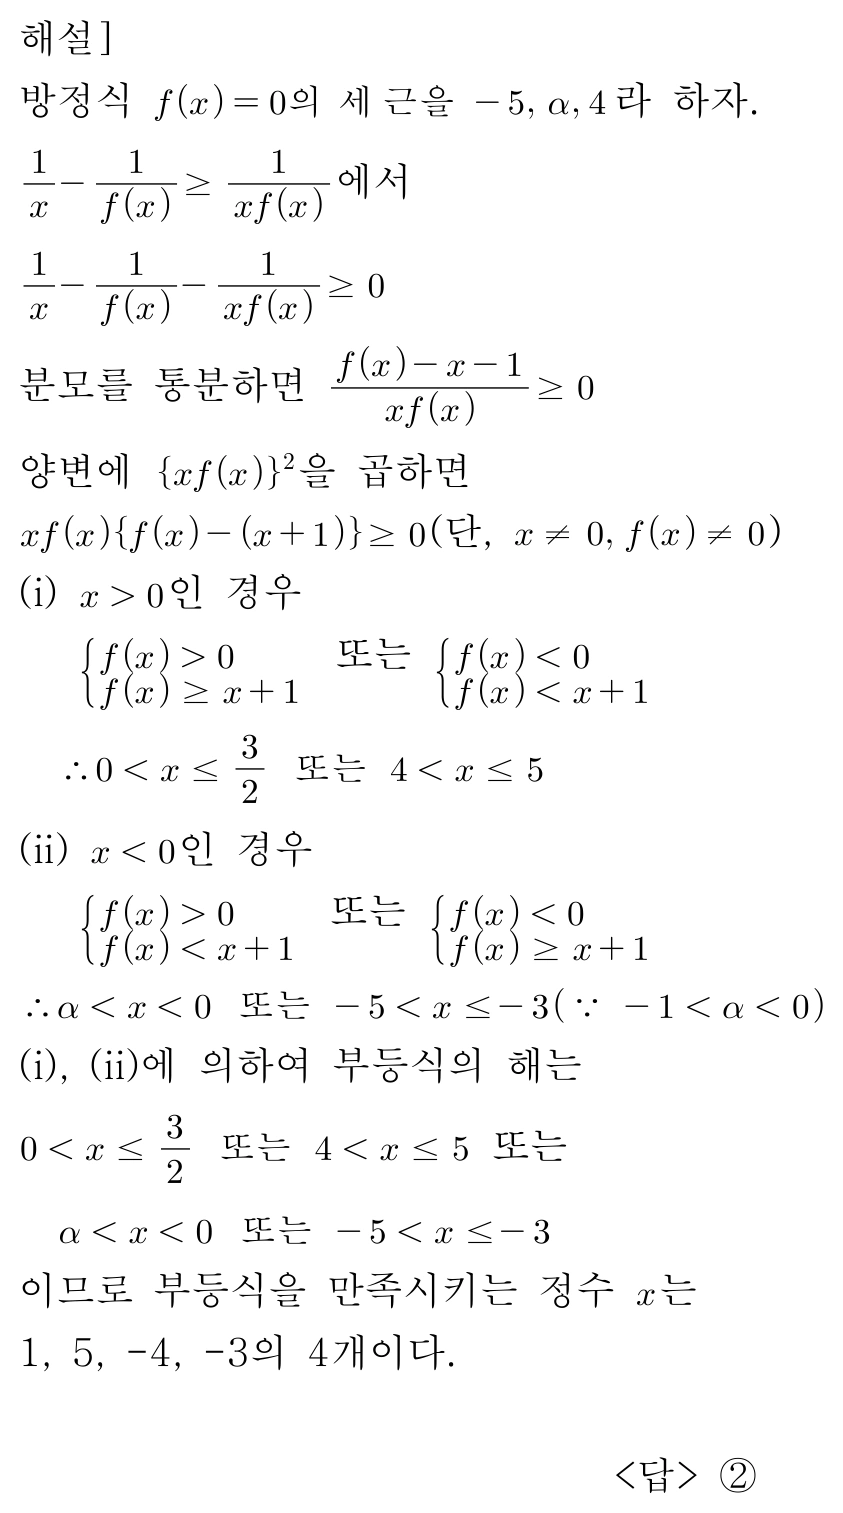 해설]
방정식 f(x)=0의 세 근을 -5, α, 4라 하자.
1/x - 1/f(x) ≥ 1/xf(x) 에서
1/x - 1/f(x) - 1/xf(x) ≥ 0
분모를 통분하면 (f(x)-x-1)/xf(x) ≥ 0
양변에 {xf(x)}²을 곱하면
xf(x){f(x)-(x+1)}≥0(단, x≠0, f(x)≠0)
(i) x>0인 경우
{f(x)>0 또는 {f(x)<0
f(x)≥x+1 f(x)<x+1
∴0<x≤3/2 또는 4<x≤5
(ii) x<0인 경우
{f(x)>0 또는 {f(x)<0
f(x)<x+1 f(x)≥x+1
∴α<x<0 또는 -5<x≤-3(∵ -1<α<0)
(i), (ii)에 의하여 부등식의 해는
0<x≤3/2 또는 4<x≤5 또는
α<x<0 또는 -5<x≤-3
이므로 부등식을 만족시키는 정수 x는
1, 5, -4, -3의 4개이다.
<답> ②